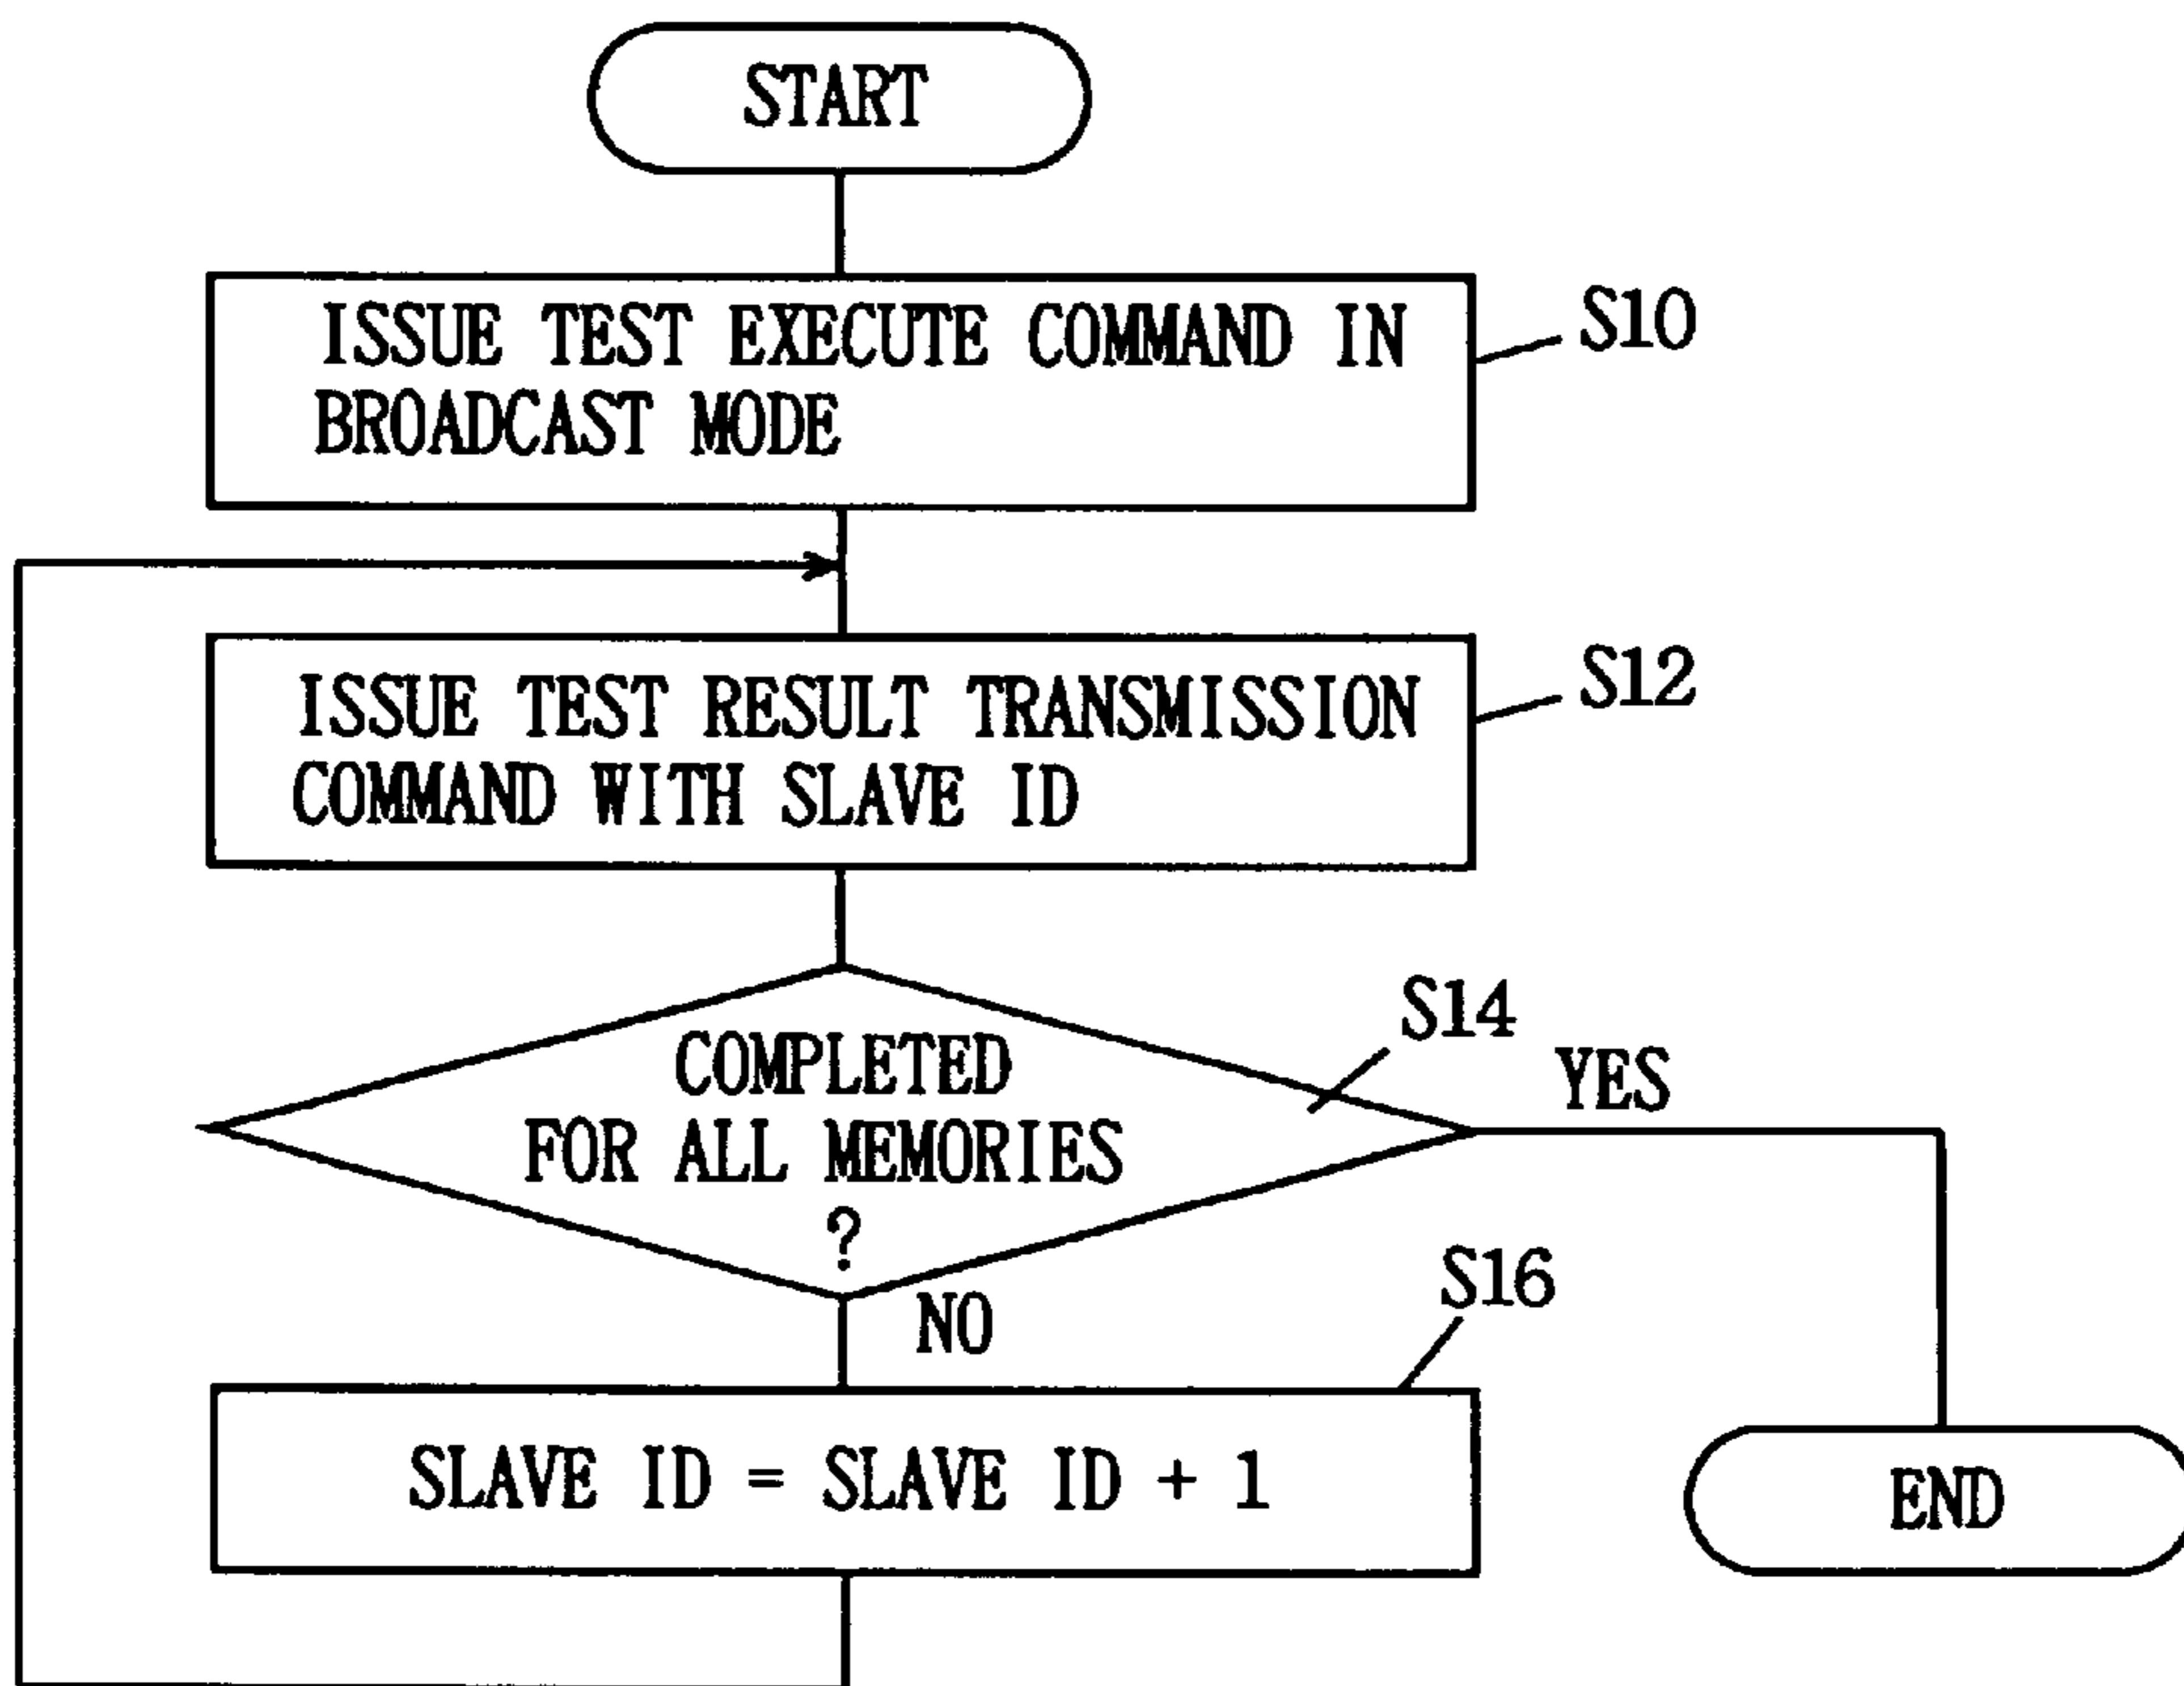 START
ISSUE TEST EXECUTE COMMAND IN
BROADCAST MODE
S10
ISSUE TEST RESULT TRANSMISSION
COMMAND WITH SLAVE ID
S12
COMPLETED
FOR ALL MEMORIES
?
S14
YES
NO
S16
SLAVE ID = SLAVE ID + 1
END